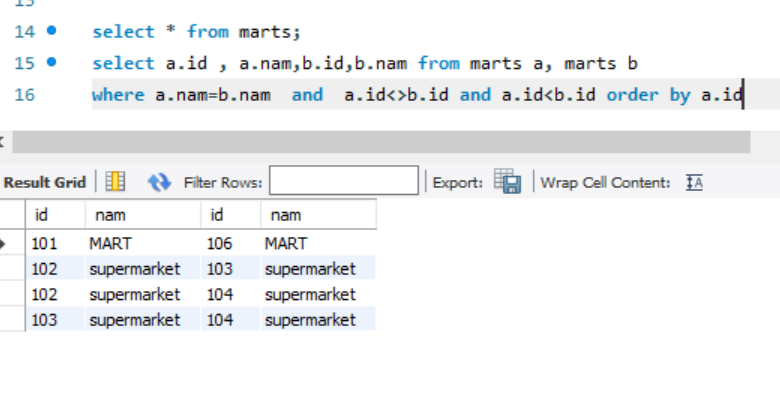 13
14 select * from marts;
15 select a.id , a.nam,b.id,b.nam from marts a, marts b
16 where a.nam=b.nam  and  a.id<>b.id and a.id<b.id order by a.id
Result Grid Filter Rows: Export: Wrap Cell Content: IA
id nam id nam
101 MART 106 MART
102 supermarket 103 supermarket
102 supermarket 104 supermarket
103 supermarket 104 supermarket